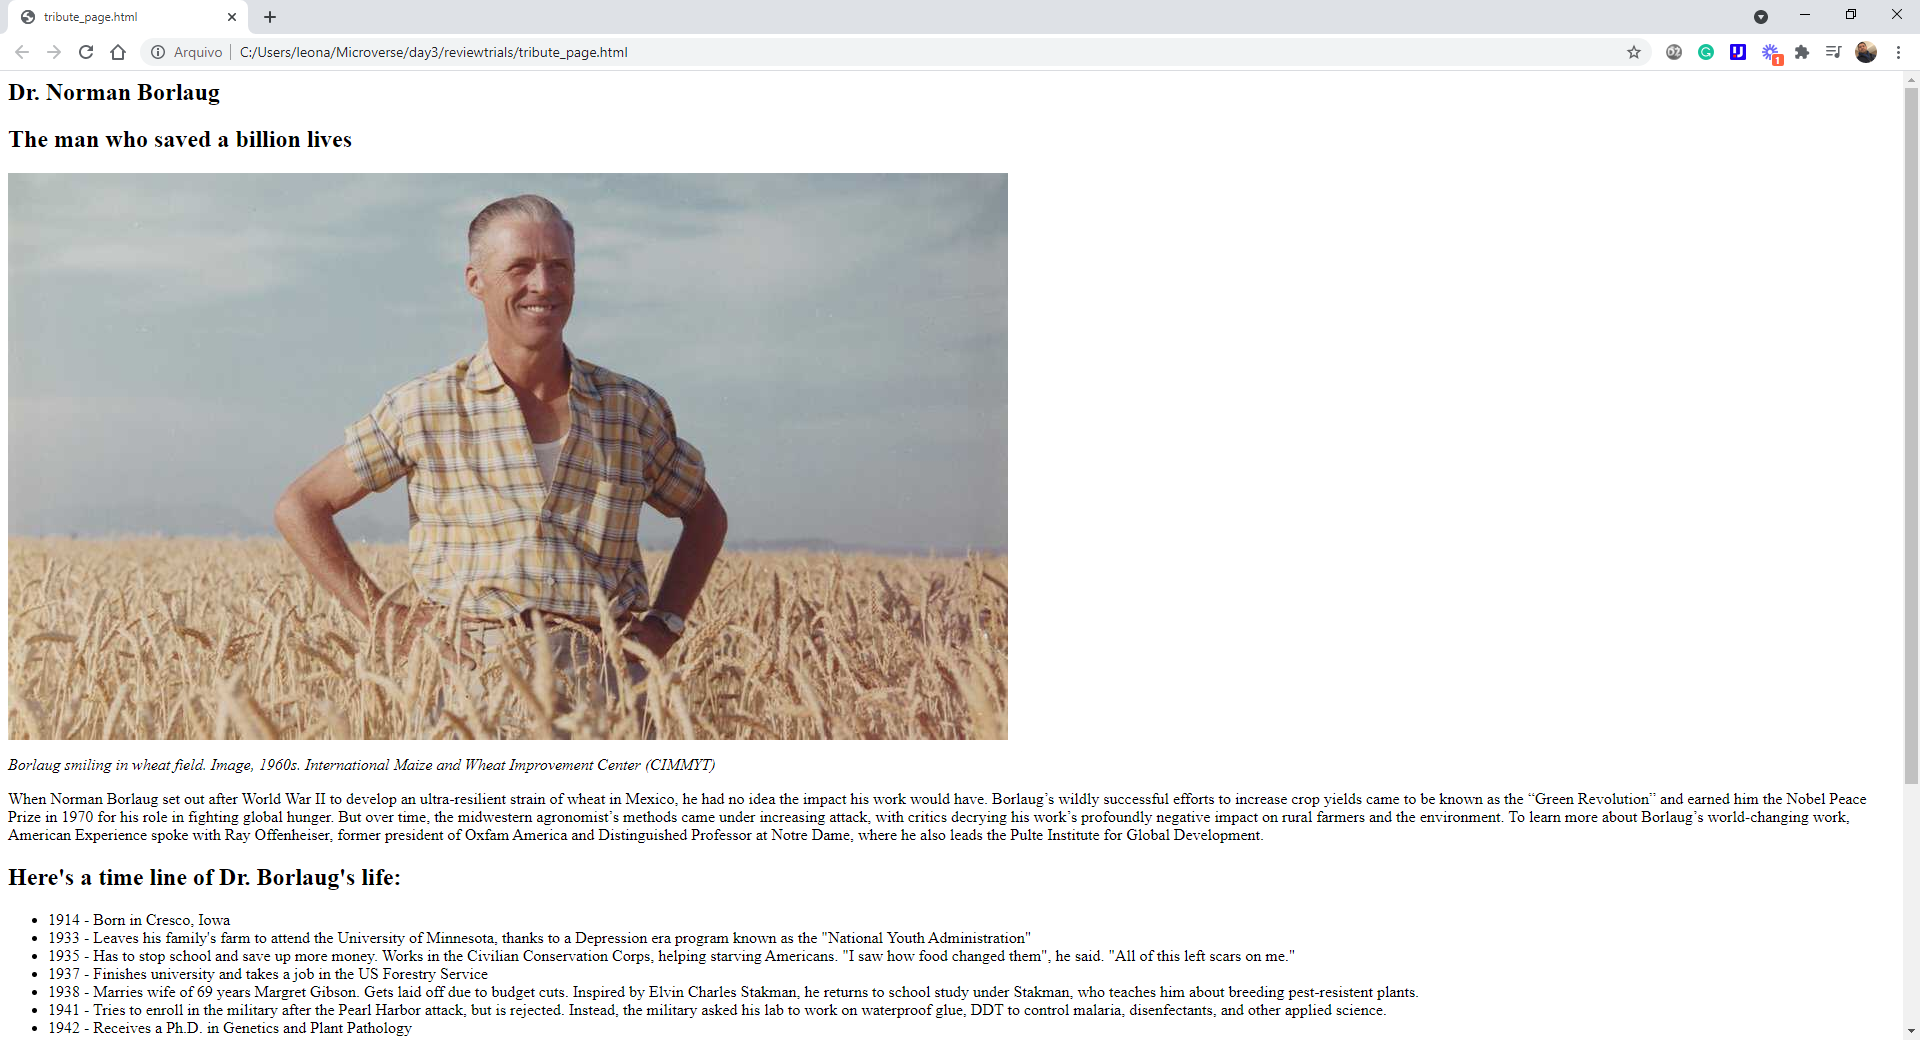 tribute_page.html
Arquivo
C:/Users/leona/Microverse/day3/reviewtrials/tribute_page.html
1
Dr. Norman Borlaug
The man who saved a billion lives
Borlaug smiling in wheat field. Image, 1960s. International Maize and Wheat Improvement Center (CIMMYT)
When Norman Borlaug set out after World War II to develop an ultra-resilient strain of wheat in Mexico, he had no idea the impact his work would have. Borlaug’s wildly successful efforts to increase crop yields came to be known as the “Green Revolution” and earned him the Nobel Peace
Prize in 1970 for his role in fighting global hunger. But over time, the midwestern agronomist’s methods came under increasing attack, with critics decrying his work’s profoundly negative impact on rural farmers and the environment. To learn more about Borlaug’s world-changing work,
American Experience spoke with Ray Offenheiser, former president of Oxfam America and Distinguished Professor at Notre Dame, where he also leads the Pulte Institute for Global Development.
Here's a time line of Dr. Borlaug's life:
• 1914 - Born in Cresco, Iowa
• 1933 - Leaves his family's farm to attend the University of Minnesota, thanks to a Depression era program known as the "National Youth Administration"
• 1935 - Has to stop school and save up more money. Works in the Civilian Conservation Corps, helping starving Americans. "I saw how food changed them", he said. "All of this left scars on me."
• 1937 - Finishes university and takes a job in the US Forestry Service
• 1938 - Marries wife of 69 years Margret Gibson. Gets laid off due to budget cuts. Inspired by Elvin Charles Stakman, he returns to school study under Stakman, who teaches him about breeding pest-resistent plants.
• 1941 - Tries to enroll in the military after the Pearl Harbor attack, but is rejected. Instead, the military asked his lab to work on waterproof glue, DDT to control malaria, disenfectants, and other applied science.
• 1942 - Receives a Ph.D. in Genetics and Plant Pathology